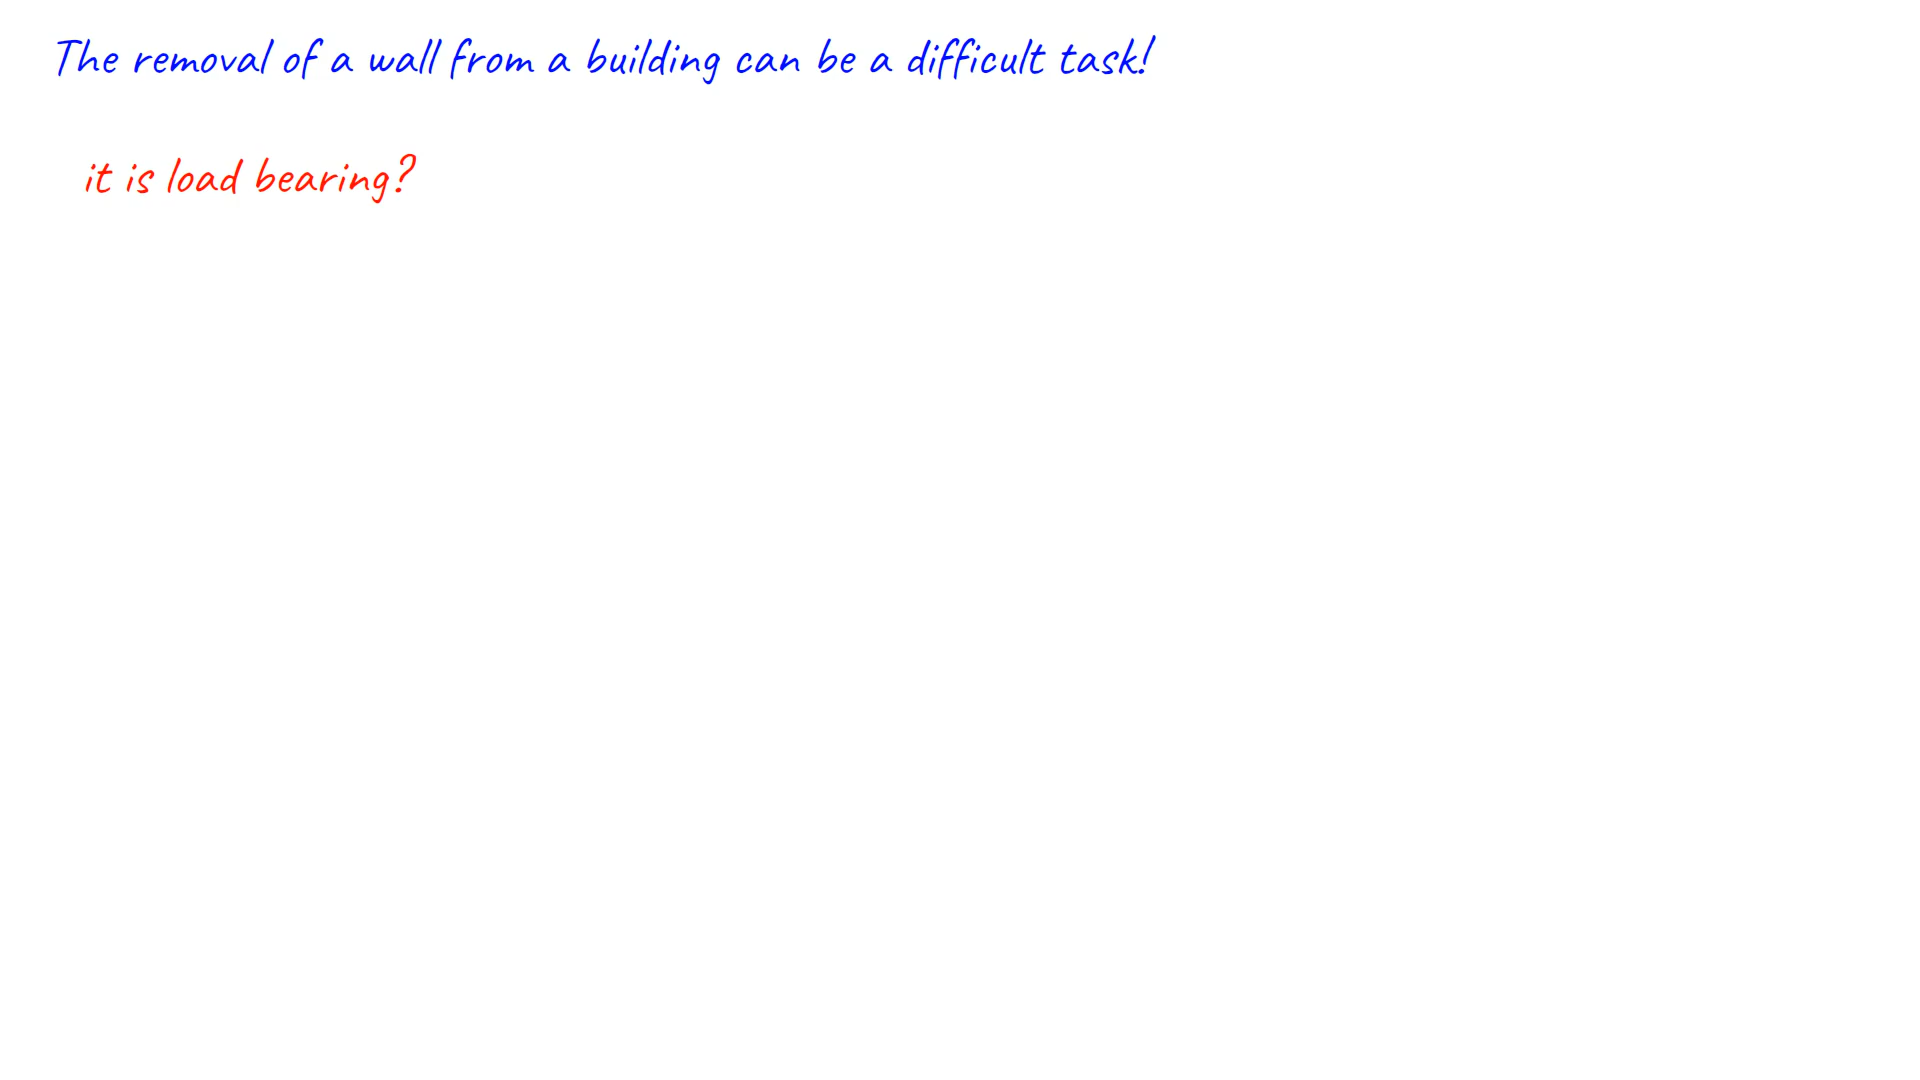 The removal of a wall from a building can be a difficult task!
it is load bearing?